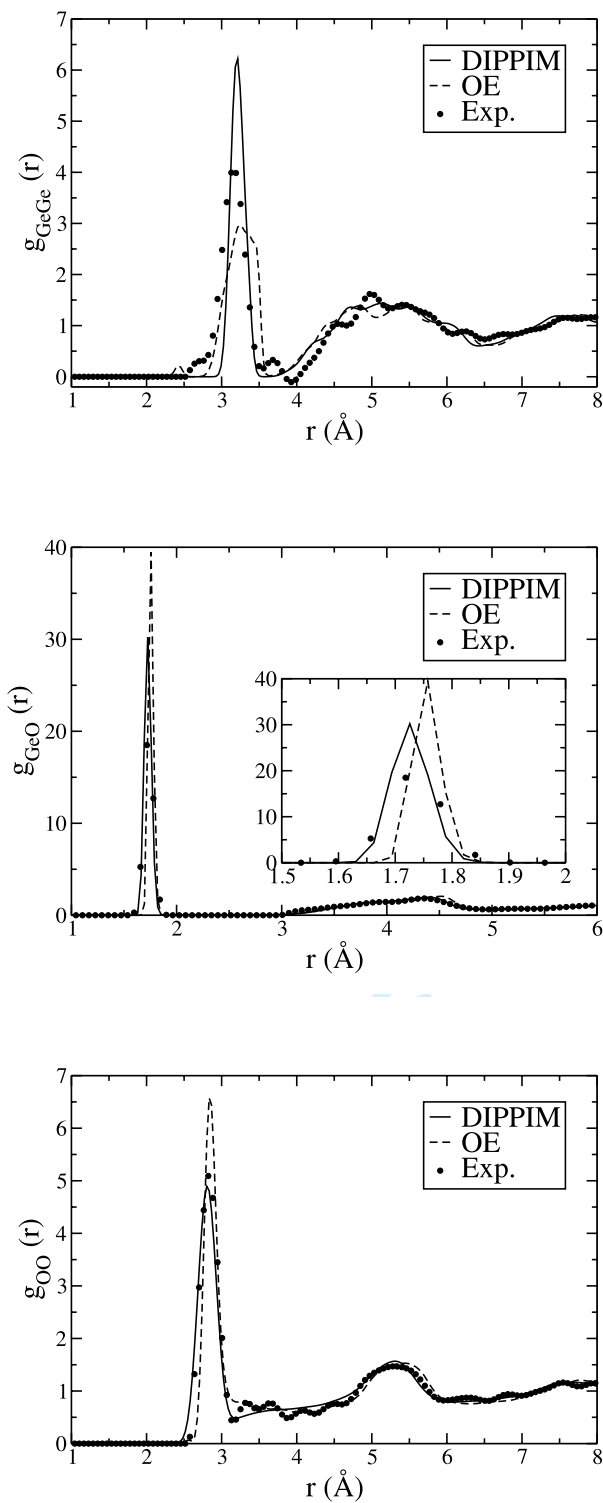 7
6
5
4
3
2
1
0
g_GeGe (r)
DIPPIM
OE
Exp.
1 2 3 4 5 6 7 8
r (Å)
40
30
20
10
0
g_GeO (r)
DIPPIM
OE
Exp.
40
30
20
10
0
1.5 1.6 1.7 1.8 1.9 2
1 2 3 4 5 6
r (Å)
7
6
5
4
3
2
1
0
g_OO (r)
DIPPIM
OE
Exp.
1 2 3 4 5 6 7 8
r (Å)